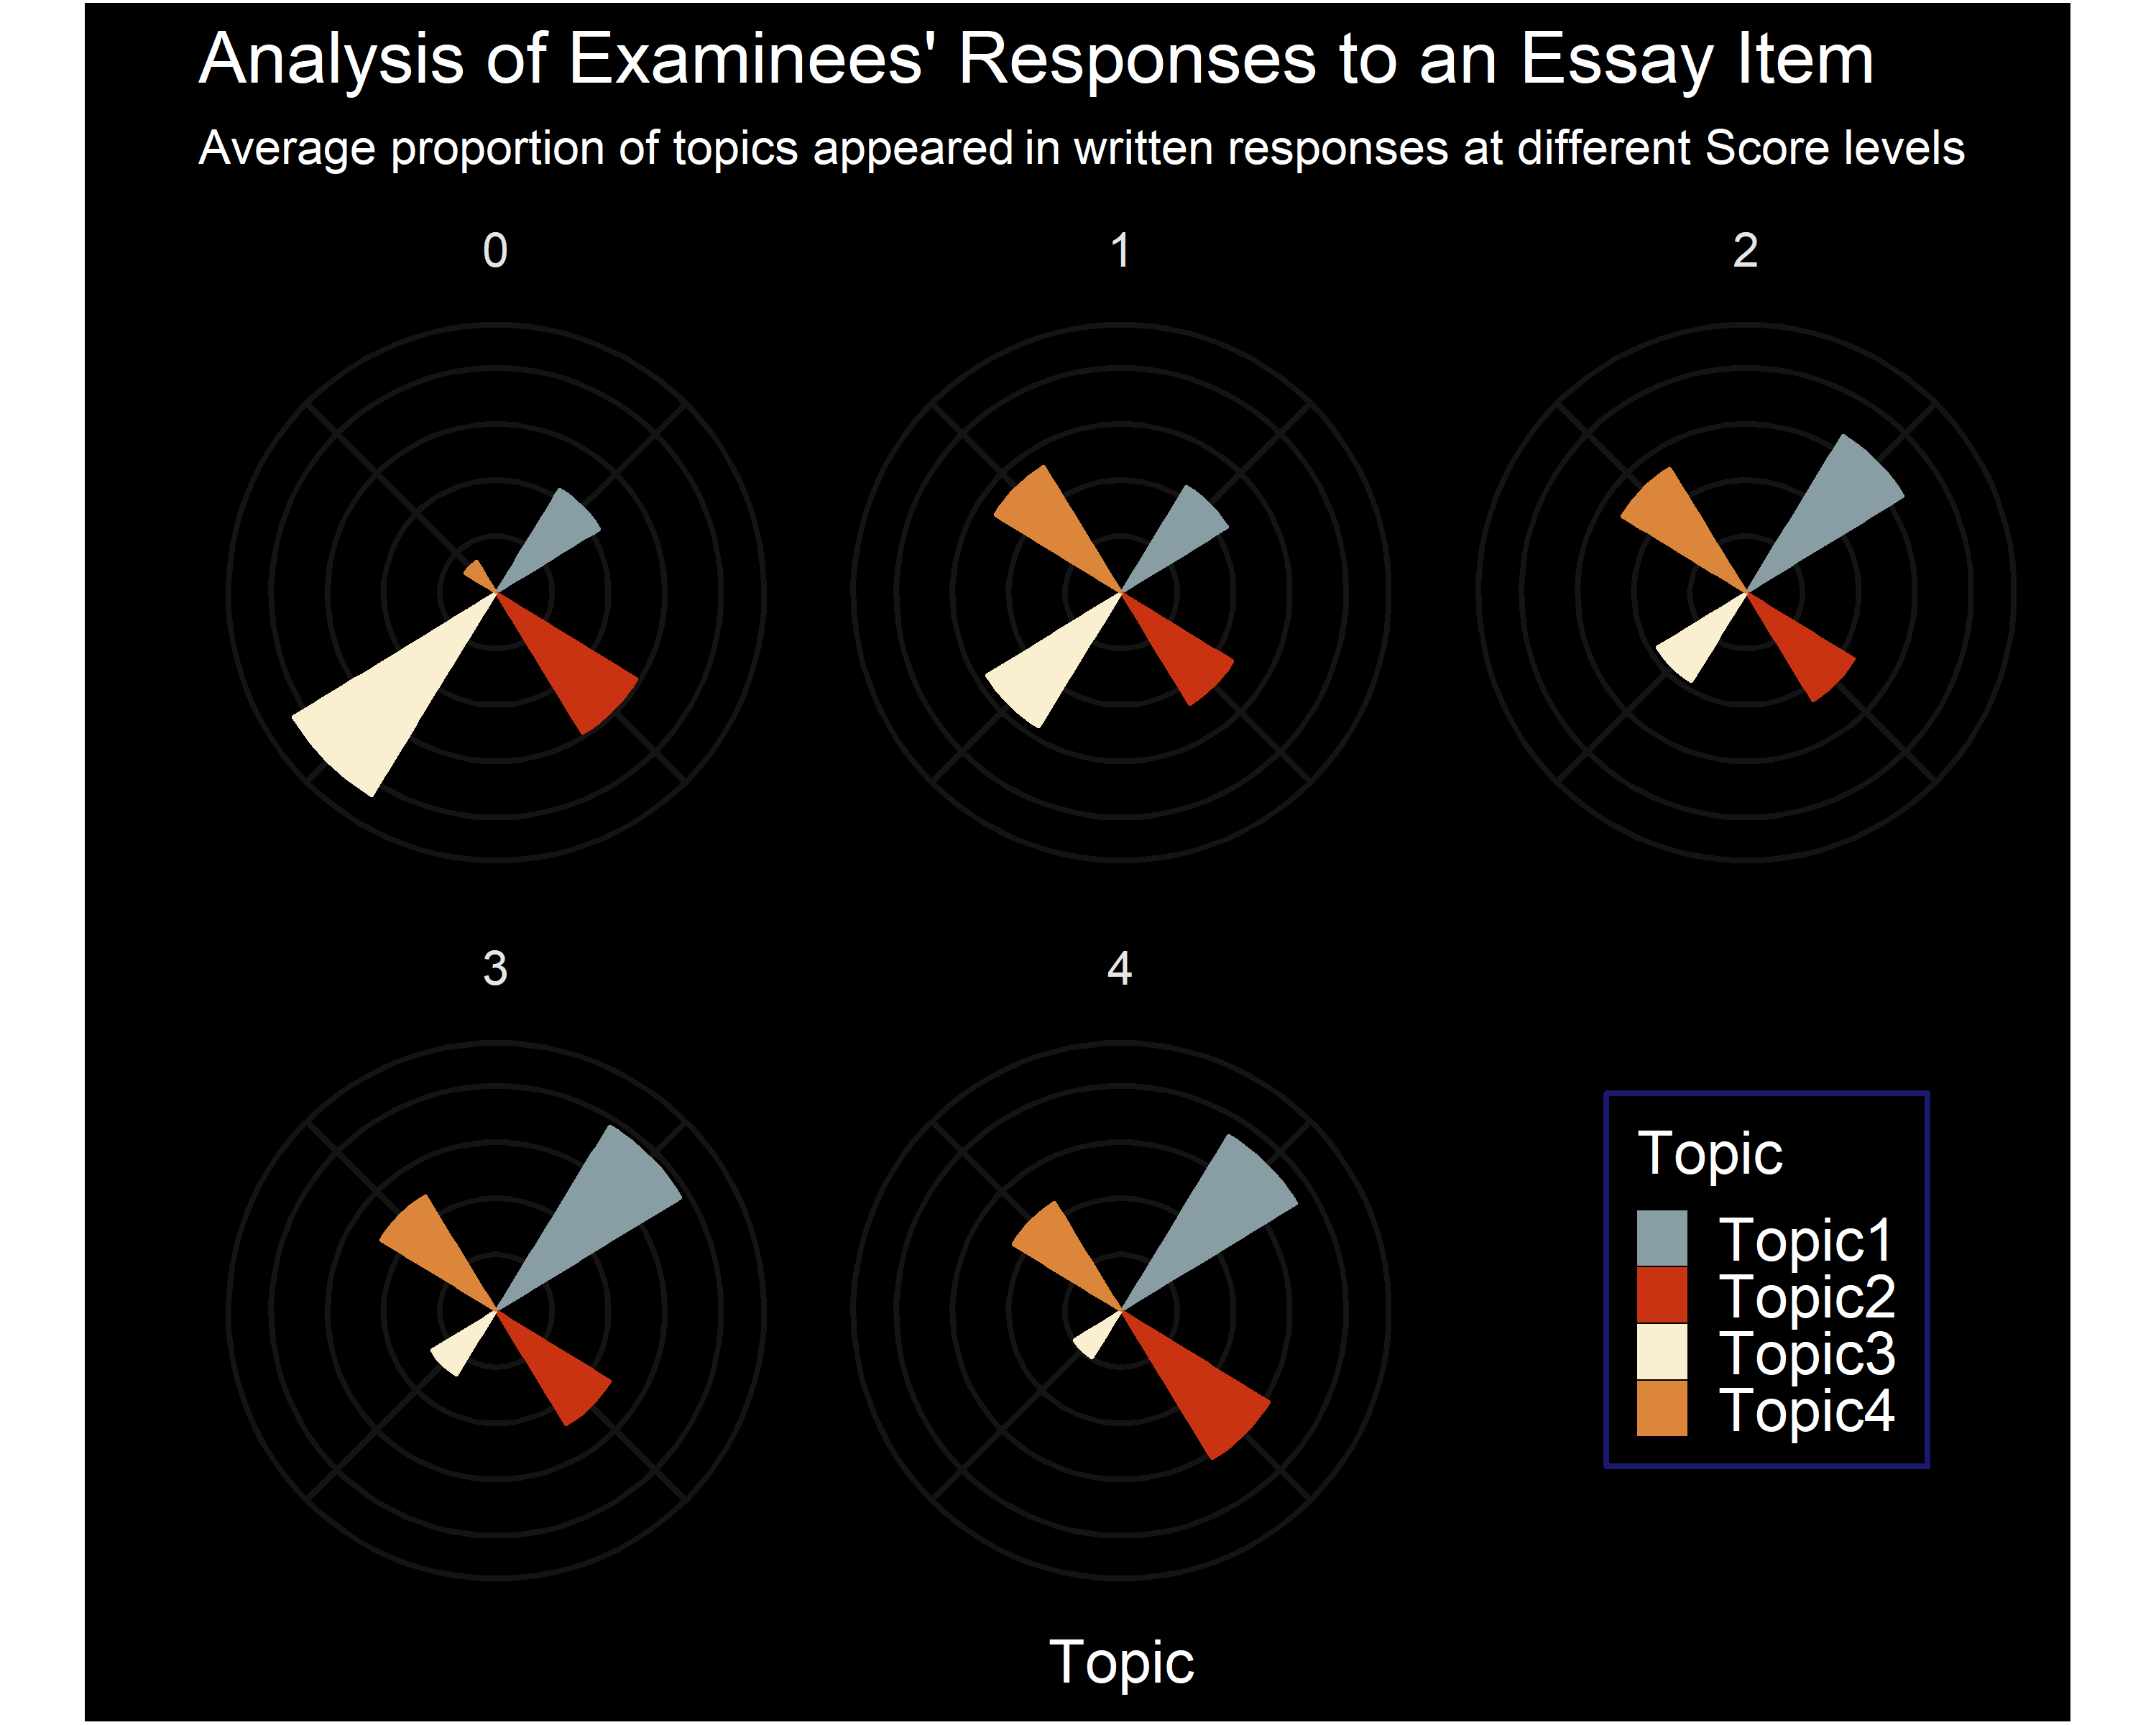 Analysis of Examinees' Responses to an Essay Item
Average proportion of topics appeared in written responses at different Score levels
0
1
2
3
4
Topic
Topic1
Topic2
Topic3
Topic4
Topic